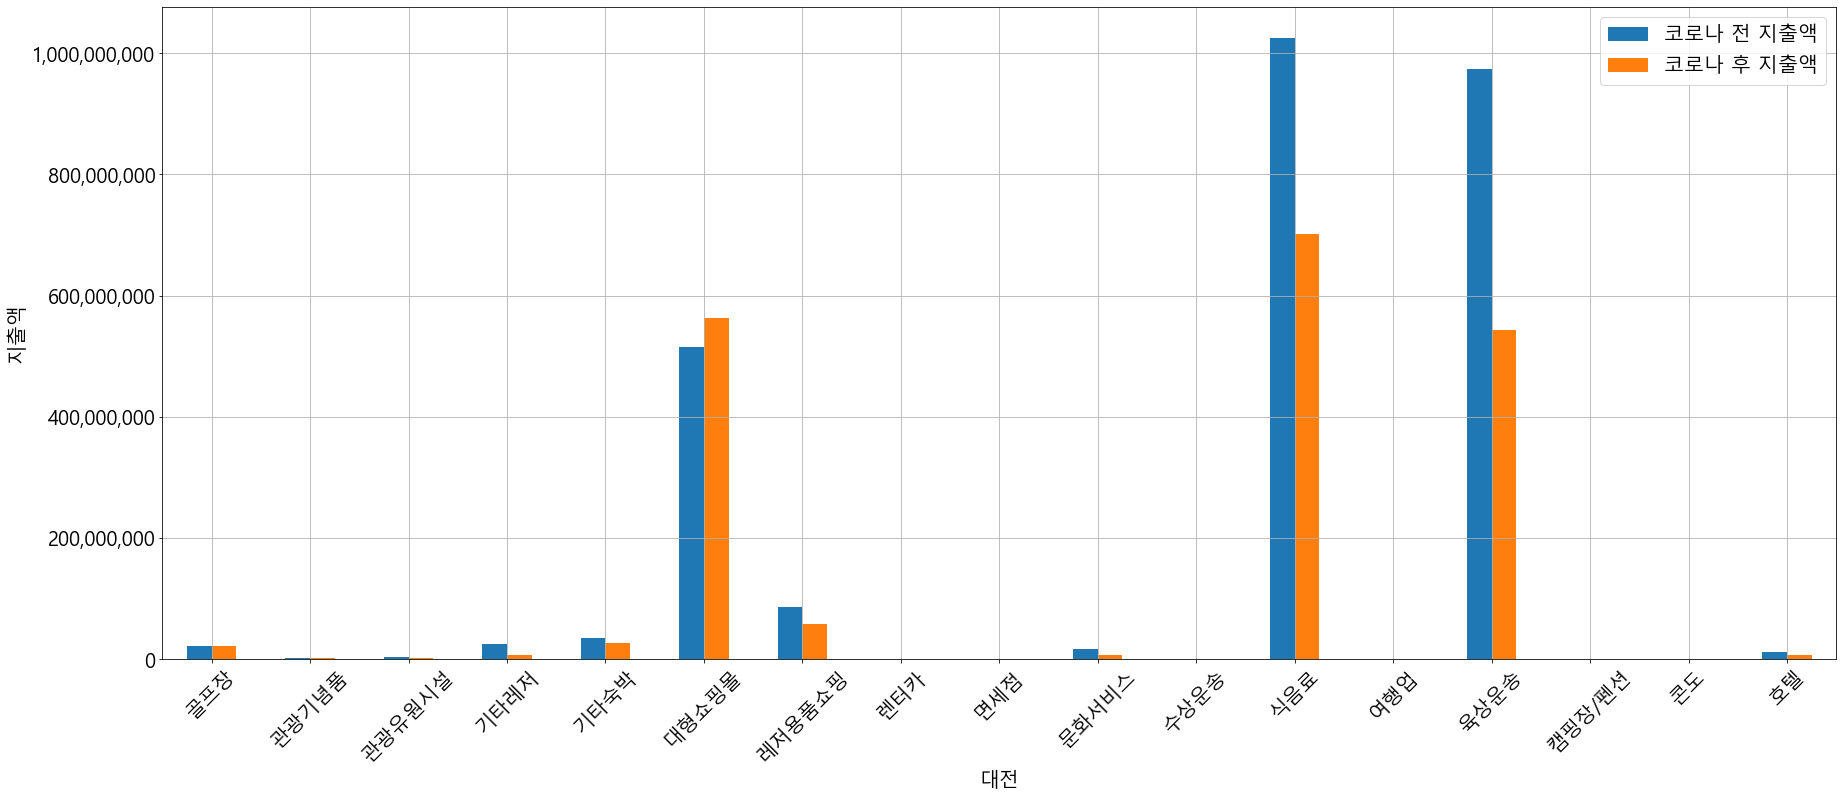 코로나 전 지출액
코로나 후 지출액
1,000,000,000
800,000,000
600,000,000
400,000,000
200,000,000
0
지출액
골프장
관광기념품
관광유원시설
기타레저
기타숙박
대형쇼핑몰
레저용품쇼핑
렌터카
면세점
문화서비스
수상운송
식음료
여행업
육상운송
캠핑장/펜션
콘도
호텔
대전